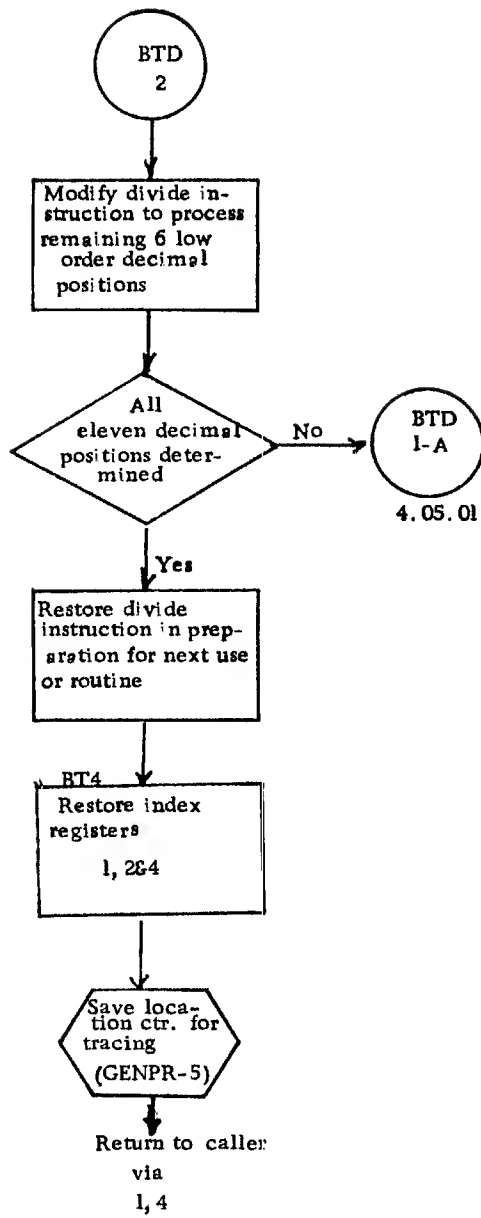 BTD
2
Modify divide in-
struction to process
remaining 6 low
order decimal
positions
All
eleven decimal
positions deter-
mined
No
BTD
1-A
4.05.01
Yes
Restore divide
instruction in prep-
aration for next use
or routine
BT4
Restore index
registers
1, 2&4
Save loca-
tion ctr. for
tracing
(GENPR-5)
Return to caller
via
1, 4